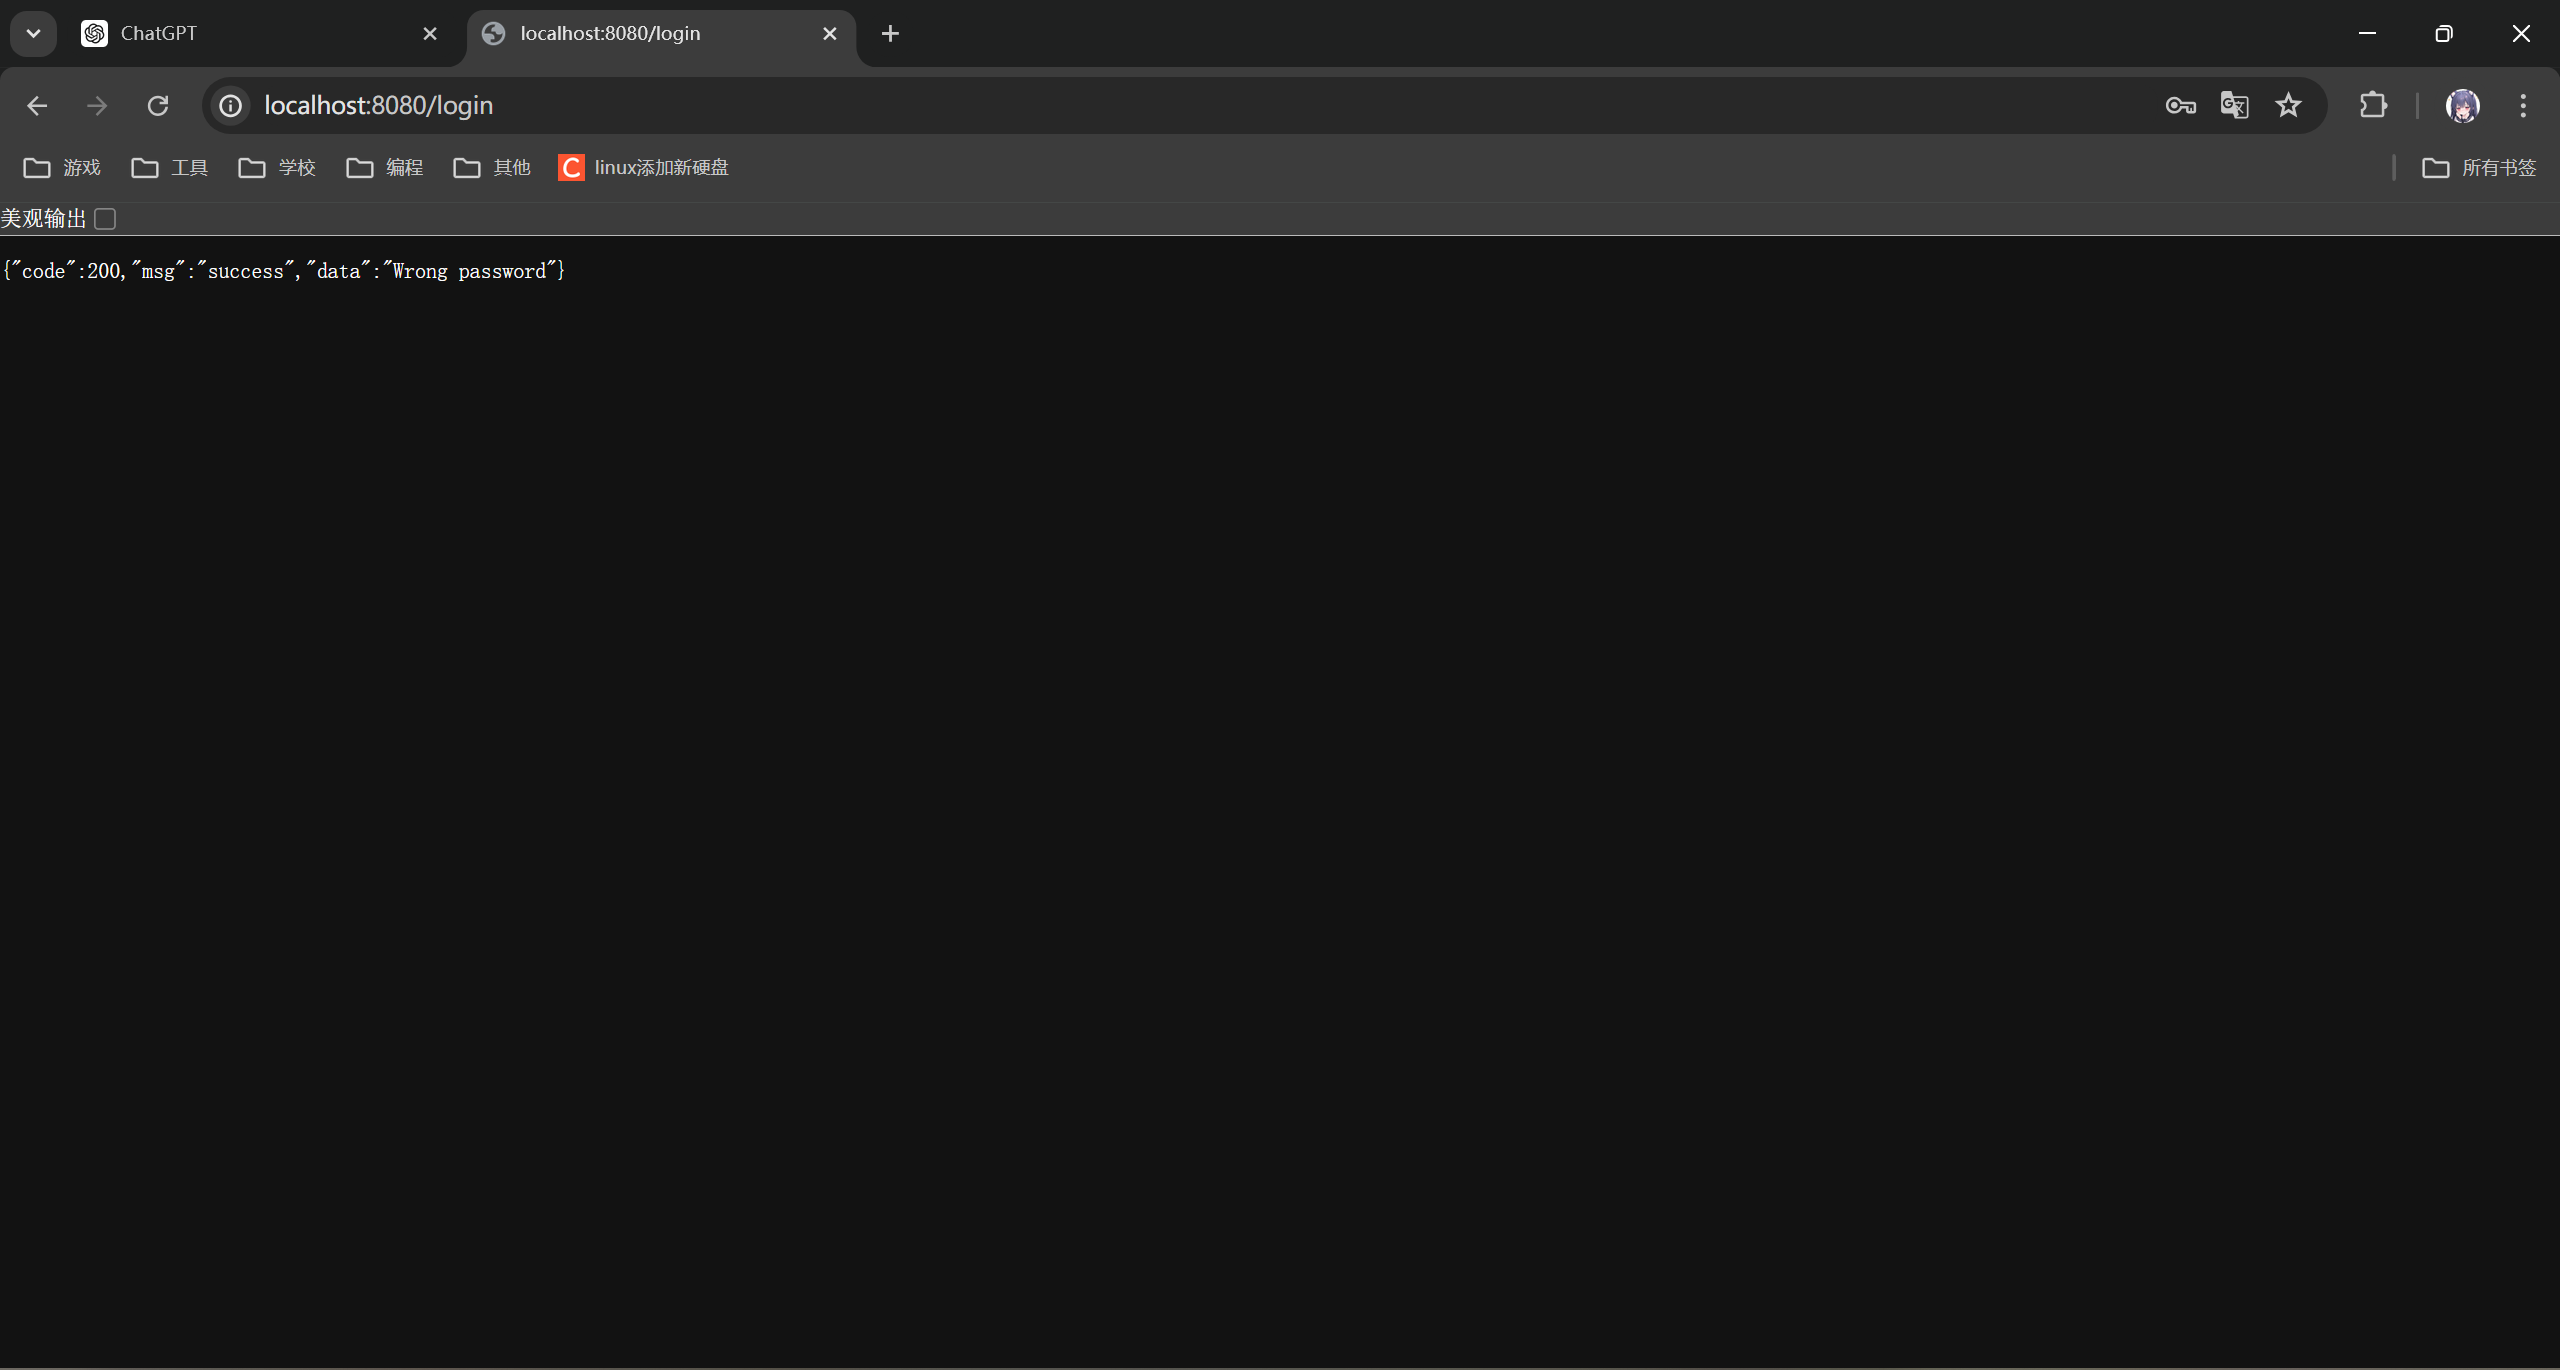 ChatGPT
localhost:8080/login
localhost:8080/login
游戏 工具 学校 编程 其他 C linux添加新硬盘 所有书签
美观输出
{"code":200,"msg":"success","data":"Wrong password"}